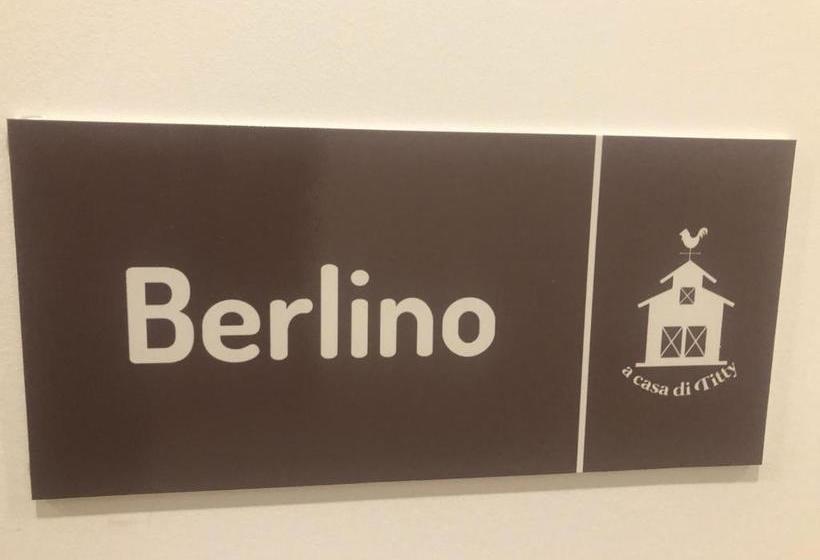 Berlino
a casa di Titty